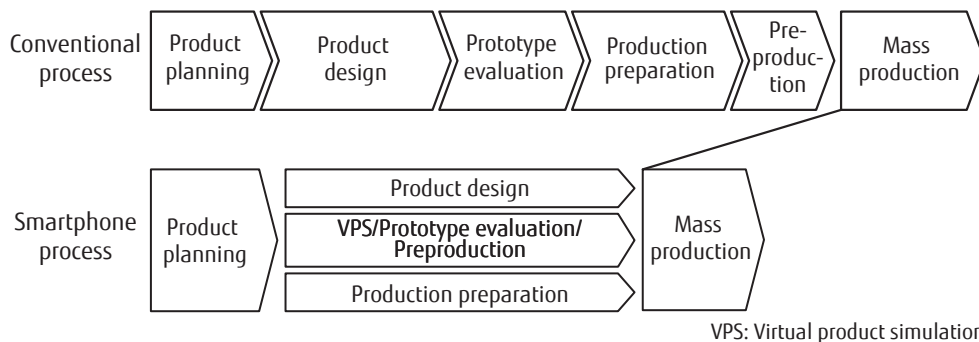 Conventional
process
Product
planning
Product
design
Prototype
evaluation
Production
preparation
Pre-
produc-
tion
Mass
production
Smartphone
process
Product
planning
Product design
VPS/Prototype evaluation/
Preproduction
Production preparation
Mass
production
VPS: Virtual product simulation